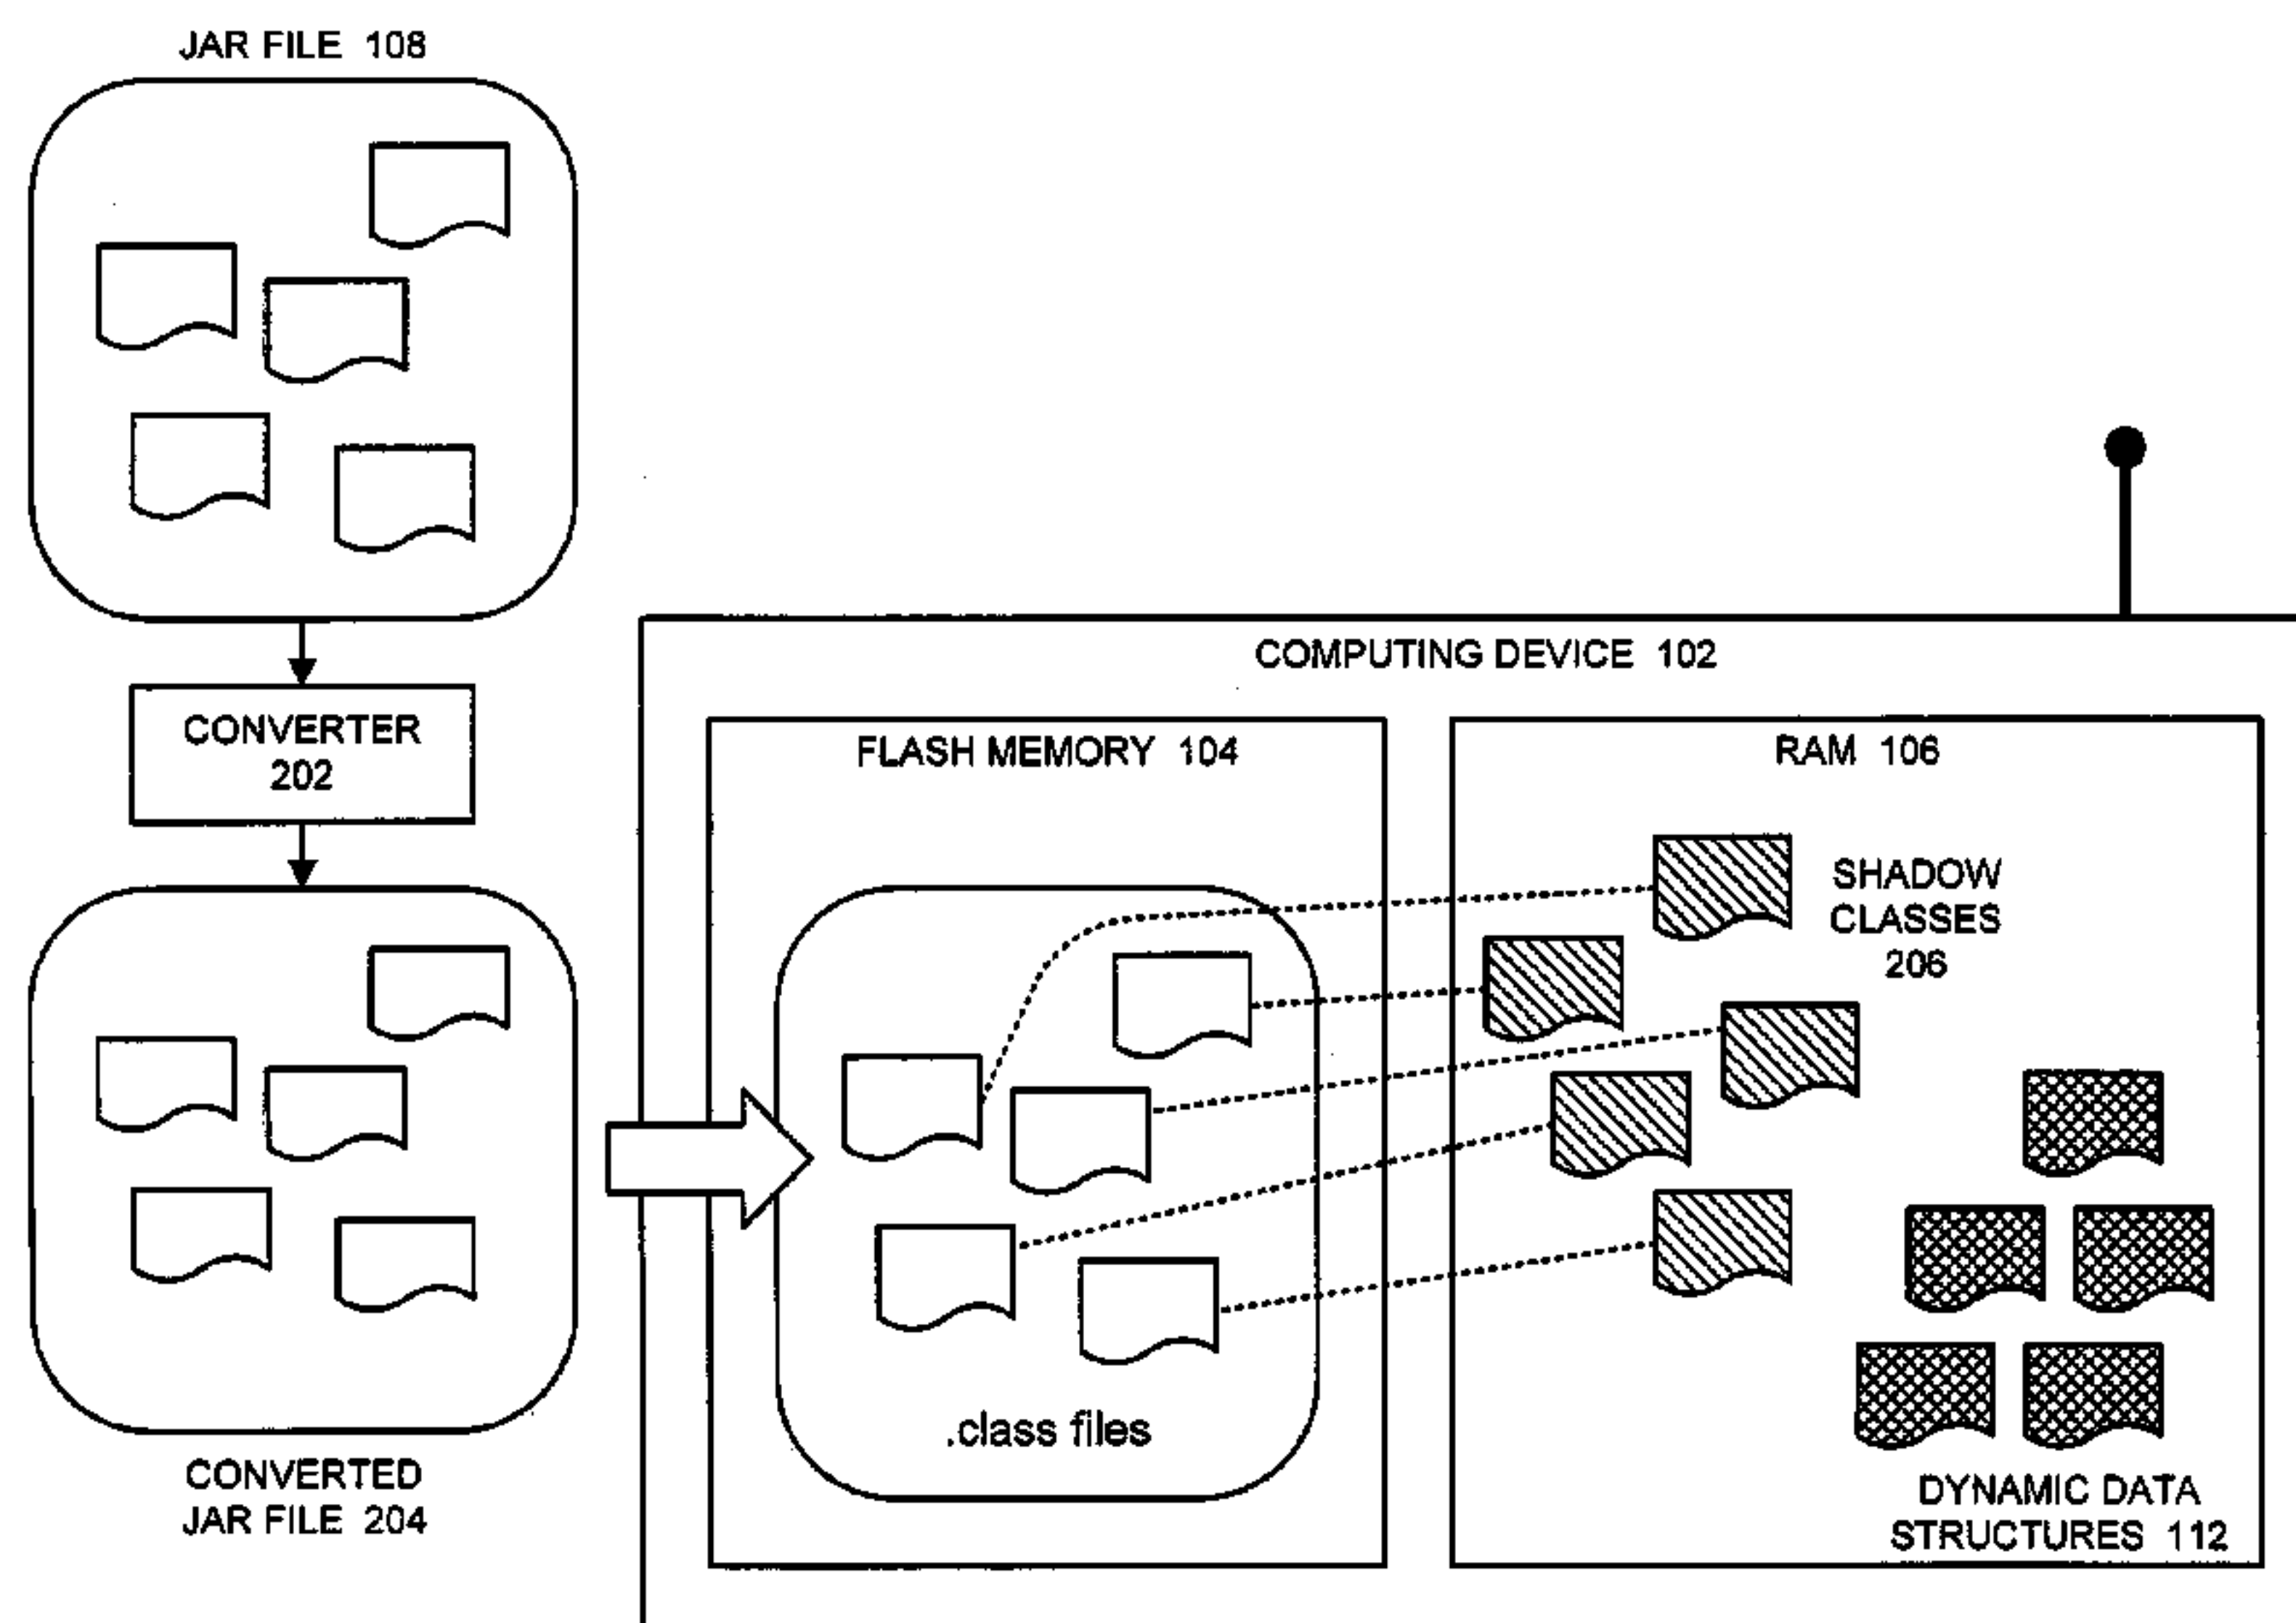 JAR FILE 108
CONVERTER
202
CONVERTED
JAR FILE 204
COMPUTING DEVICE 102
FLASH MEMORY 104
.class files
RAM 106
SHADOW
CLASSES
206
DYNAMIC DATA
STRUCTURES 112